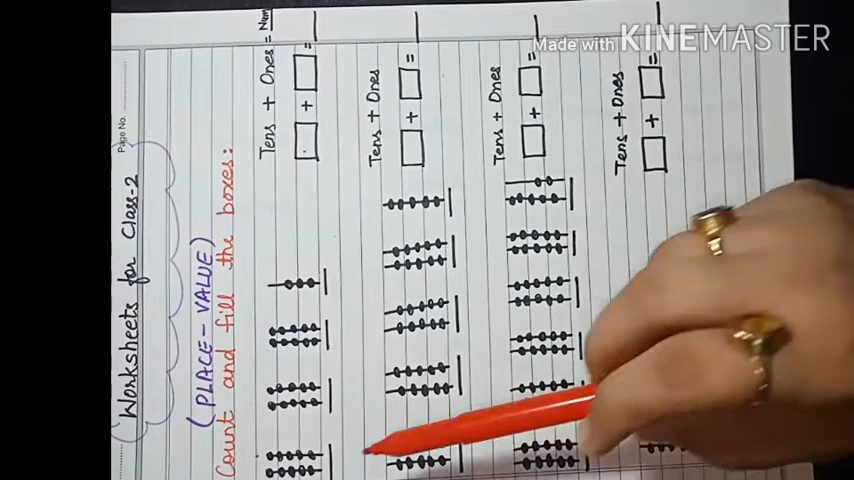 Page No.
Worksheets for Class-2
(PLACE-VALUE)
Count and fill the boxes:
Tens + Ones = Num
+ =
Tens + Ones
+ =
Tens + Ones
+ =
Tens + Ones
+ =
Made with KINEMASTER